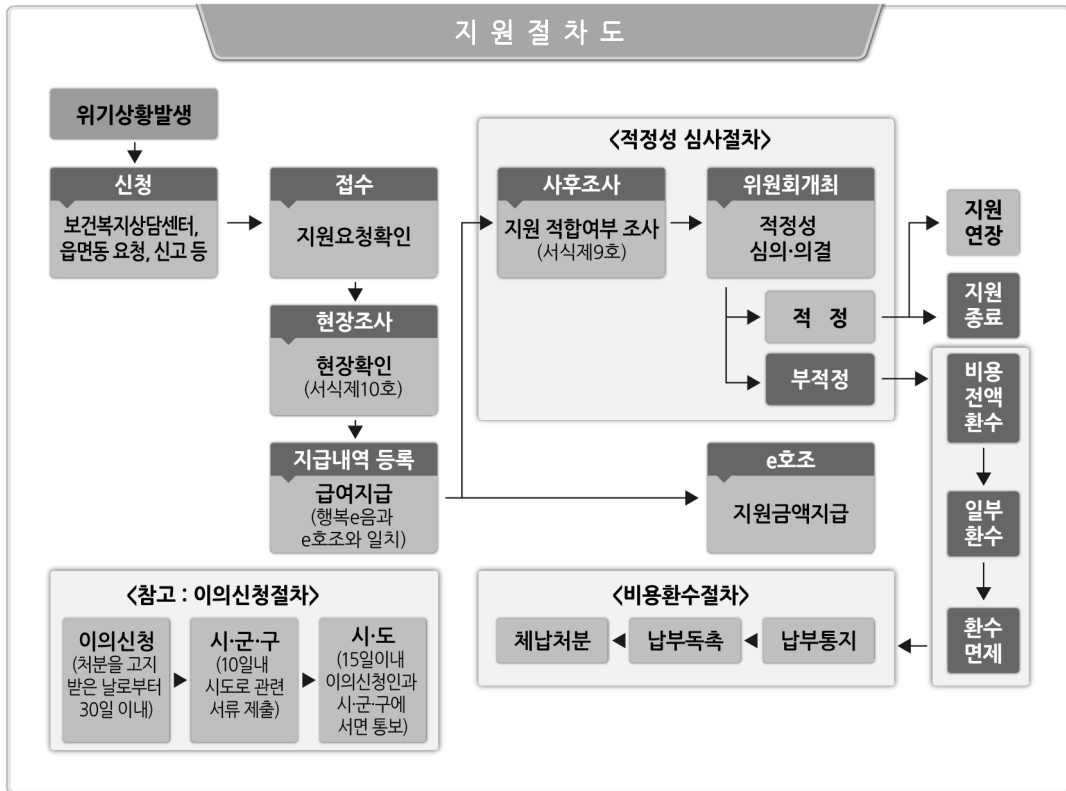 지원절차도
위기상황발생
신청
보건복지상담센터,
읍면동 요청, 신고 등
접수
지원요청확인
현장조사
현장확인
(서식제10호)
지급내역 등록
급여지급
(행복e음과
e호조와 일치)
<적정성 심사절차>
사후조사
지원 적합여부 조사
(서식제9호)
위원회개최
적정성
심의·의결
적 정
부적정
지원
연장
지원
종료
비용
전액
환수
일부
환수
환수
면제
e호조
지원금액지급
<참고 : 이의신청절차>
이의신청
(처분을 고지
받은 날로부터
30일 이내)
시·군·구
(10일내
시도로 관련
서류 제출)
시·도
(15일이내
이의신청인과
시·군·구에
서면 통보)
<비용환수절차>
체납처분
납부독촉
납부통지